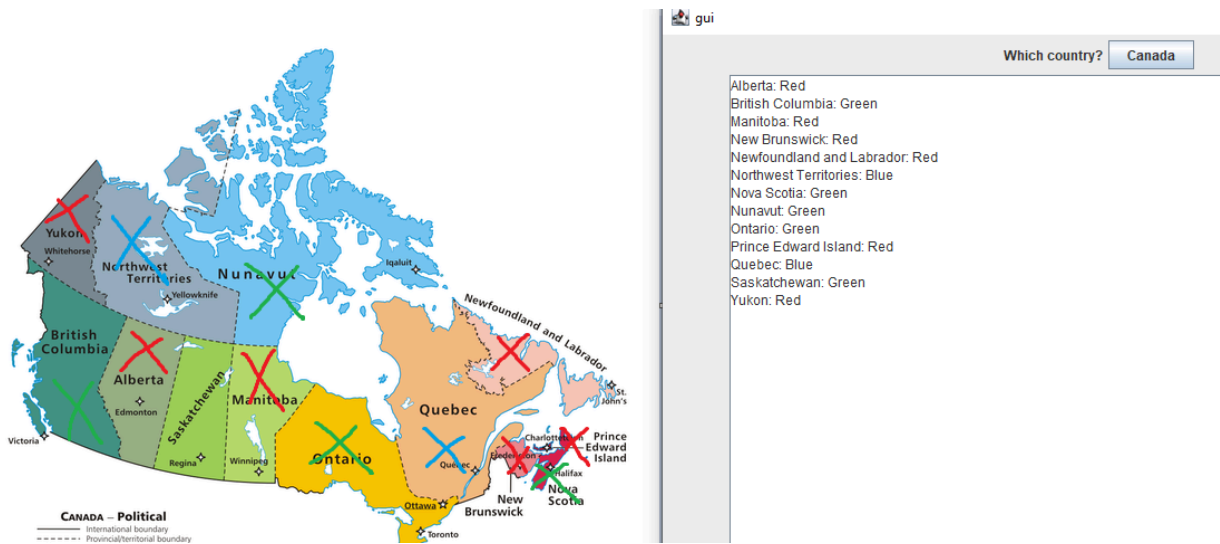 gui
Which country? Canada
Alberta: Red
British Columbia: Green
Manitoba: Red
New Brunswick: Red
Newfoundland and Labrador: Red
Northwest Territories: Blue
Nova Scotia: Green
Nunavut: Green
Ontario: Green
Prince Edward Island: Red
Quebec: Blue
Saskatchewan: Green
Yukon: Red
Yukon
Whitehorse
Northwest
Territories
Yellowknife
Nunavut
Iqaluit
British
Columbia
Victoria
Alberta
Edmonton
Saskatchewan
Regina
Manitoba
Winnipeg
Ontario
Ottawa
Toronto
Quebec
Québec
Newfoundland and Labrador
St.
John's
Charlottetown
Prince
Edward
Island
Fredericton
Halifax
New
Brunswick
Nova
Scotia
CANADA – Political
International boundary
Provincial/territorial boundary